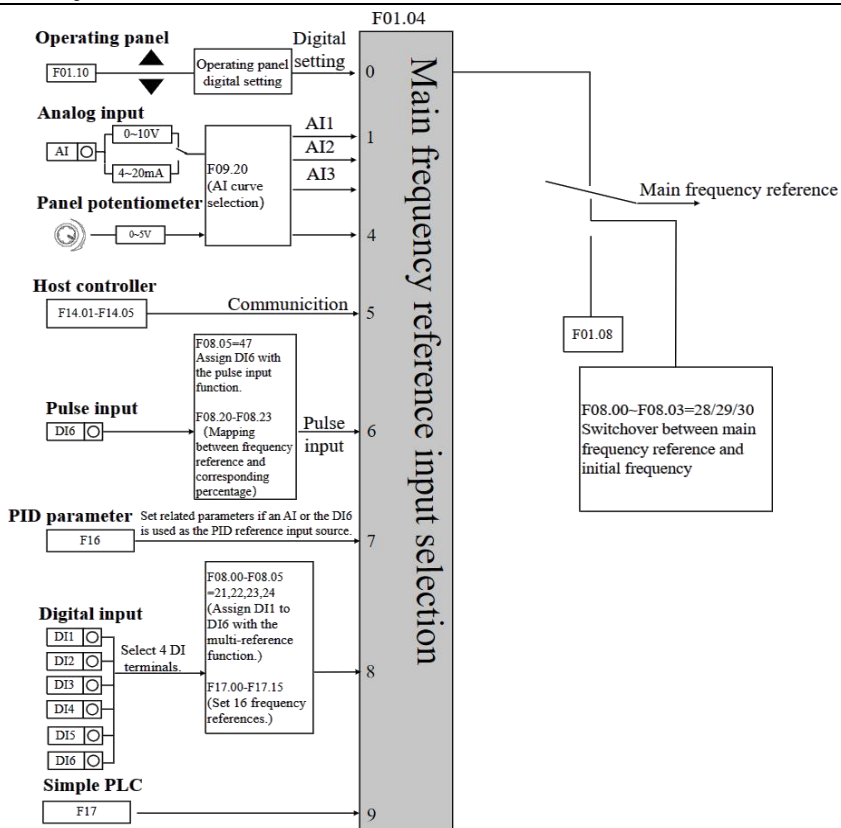 F01.04
Operating panel
F01.10
Operating panel
digital setting
Digital
setting
0
Analog input
AI
0~10V
4~20mA
F09.20
(AI curve
selection)
AI1
1
AI2
AI3
Panel potentiometer
0~5V
4
Host controller
F14.01-F14.05
Communicition
5
Pulse input
DI6
F08.05=47
Assign DI6 with
the pulse input
function.
F08.20-F08.23
(Mapping
between frequency
reference and
corresponding
percentage)
Pulse
input
6
PID parameter
Set related parameters if an AI or the DI6
is used as the PID reference input source.
F16
7
Digital input
DI1
DI2
DI3
DI4
DI5
DI6
Select 4 DI
terminals.
F08.00-F08.05
=21,22,23,24
(Assign DI1 to
DI6 with the
multi-reference
function.)
F17.00-F17.15
(Set 16 frequency
references.)
8
Simple PLC
F17
9
Main frequency reference input selection
Main frequency reference
F01.08
F08.00~F08.03=28/29/30
Switchover between main
frequency reference and
initial frequency